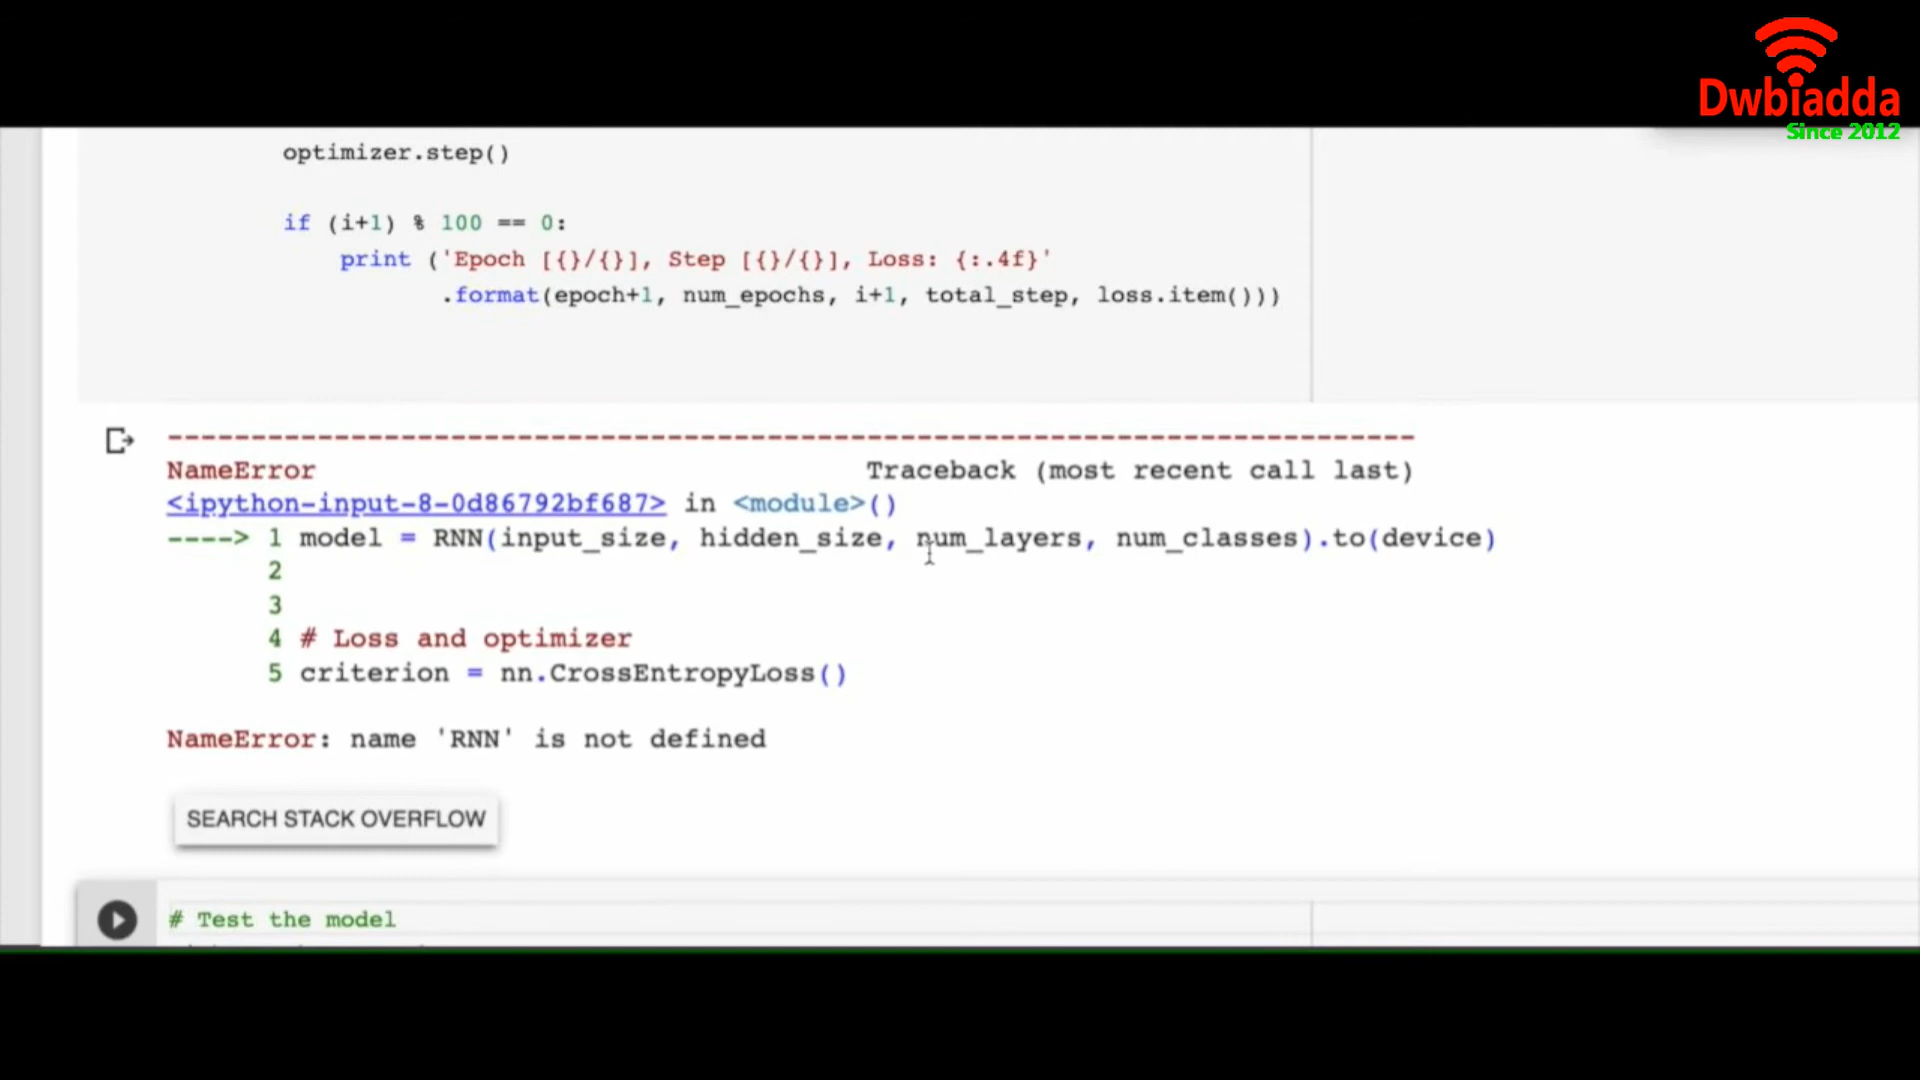 Dwbiadda
Since 2012
optimizer.step()
if (i+1) % 100 == 0:
print ('Epoch [{}/{}], Step [{}/{}], Loss: {:.4f}'
.format(epoch+1, num_epochs, i+1, total_step, loss.item()))
--------------------------------------------------------------------------- 
NameError Traceback (most recent call last)
<ipython-input-8-0d86792bf687> in <module>()
----> 1 model = RNN(input_size, hidden_size, num_layers, num_classes).to(device)
2
3
4 # Loss and optimizer
5 criterion = nn.CrossEntropyLoss()
NameError: name 'RNN' is not defined
SEARCH STACK OVERFLOW
# Test the model